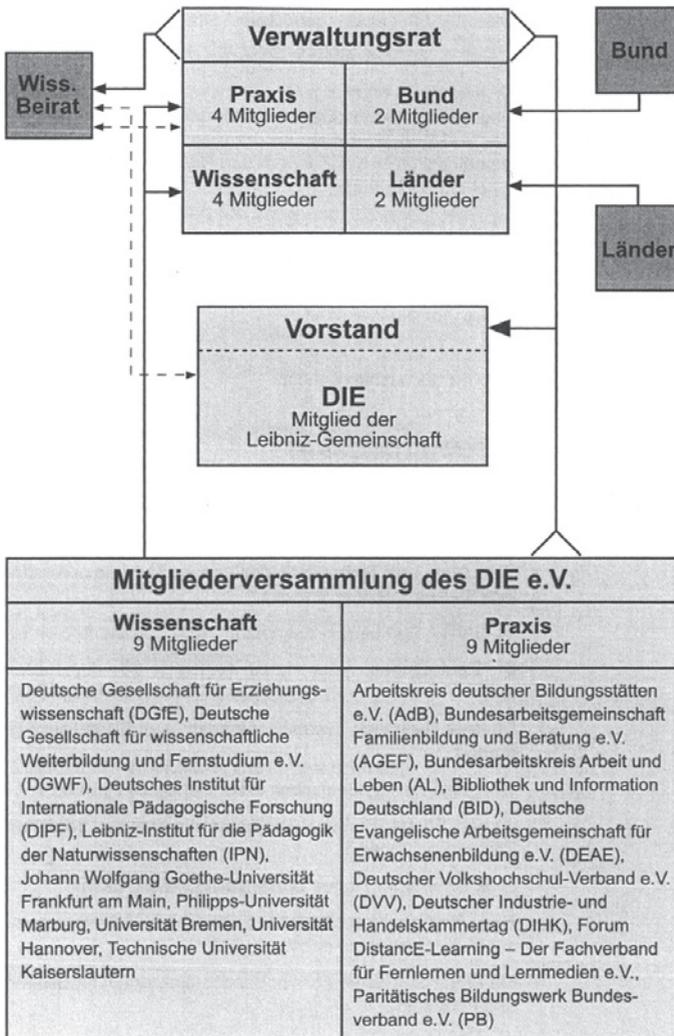 Verwaltungsrat
Wiss.
Beirat
Praxis
4 Mitglieder
Bund
2 Mitglieder
Bund
Wissenschaft
4 Mitglieder
Länder
2 Mitglieder
Länder
Vorstand
DIE
Mitglied der
Leibniz-Gemeinschaft
Mitgliederversammlung des DIE e.V.
Wissenschaft
9 Mitglieder
Deutsche Gesellschaft für Erziehungs-
wissenschaft (DGfE), Deutsche
Gesellschaft für wissenschaftliche
Weiterbildung und Fernstudium e.V.
(DGWF), Deutsches Institut für
Internationale Pädagogische Forschung
(DIPF), Leibniz-Institut für die Pädagogik
der Naturwissenschaften (IPN),
Johann Wolfgang Goethe-Universität
Frankfurt am Main, Philipps-Universität
Marburg, Universität Bremen, Universität
Hannover, Technische Universität
Kaiserslautern
Praxis
9 Mitglieder
Arbeitskreis deutscher Bildungsstätten
e.V. (AdB), Bundesarbeitsgemeinschaft
Familienbildung und Beratung e.V.
(AGEF), Bundesarbeitskreis Arbeit und
Leben (AL), Bibliothek und Information
Deutschland (BID), Deutsche
Evangelische Arbeitsgemeinschaft für
Erwachsenenbildung e.V. (DEAE),
Deutscher Volkshochschul-Verband e.V.
(DVV), Deutscher Industrie- und
Handelskammertag (DIHK), Forum
DistancE-Learning – Der Fachverband
für Fernlernen und Lernmedien e.V.,
Paritätisches Bildungswerk Bundes-
verband e.V. (PB)